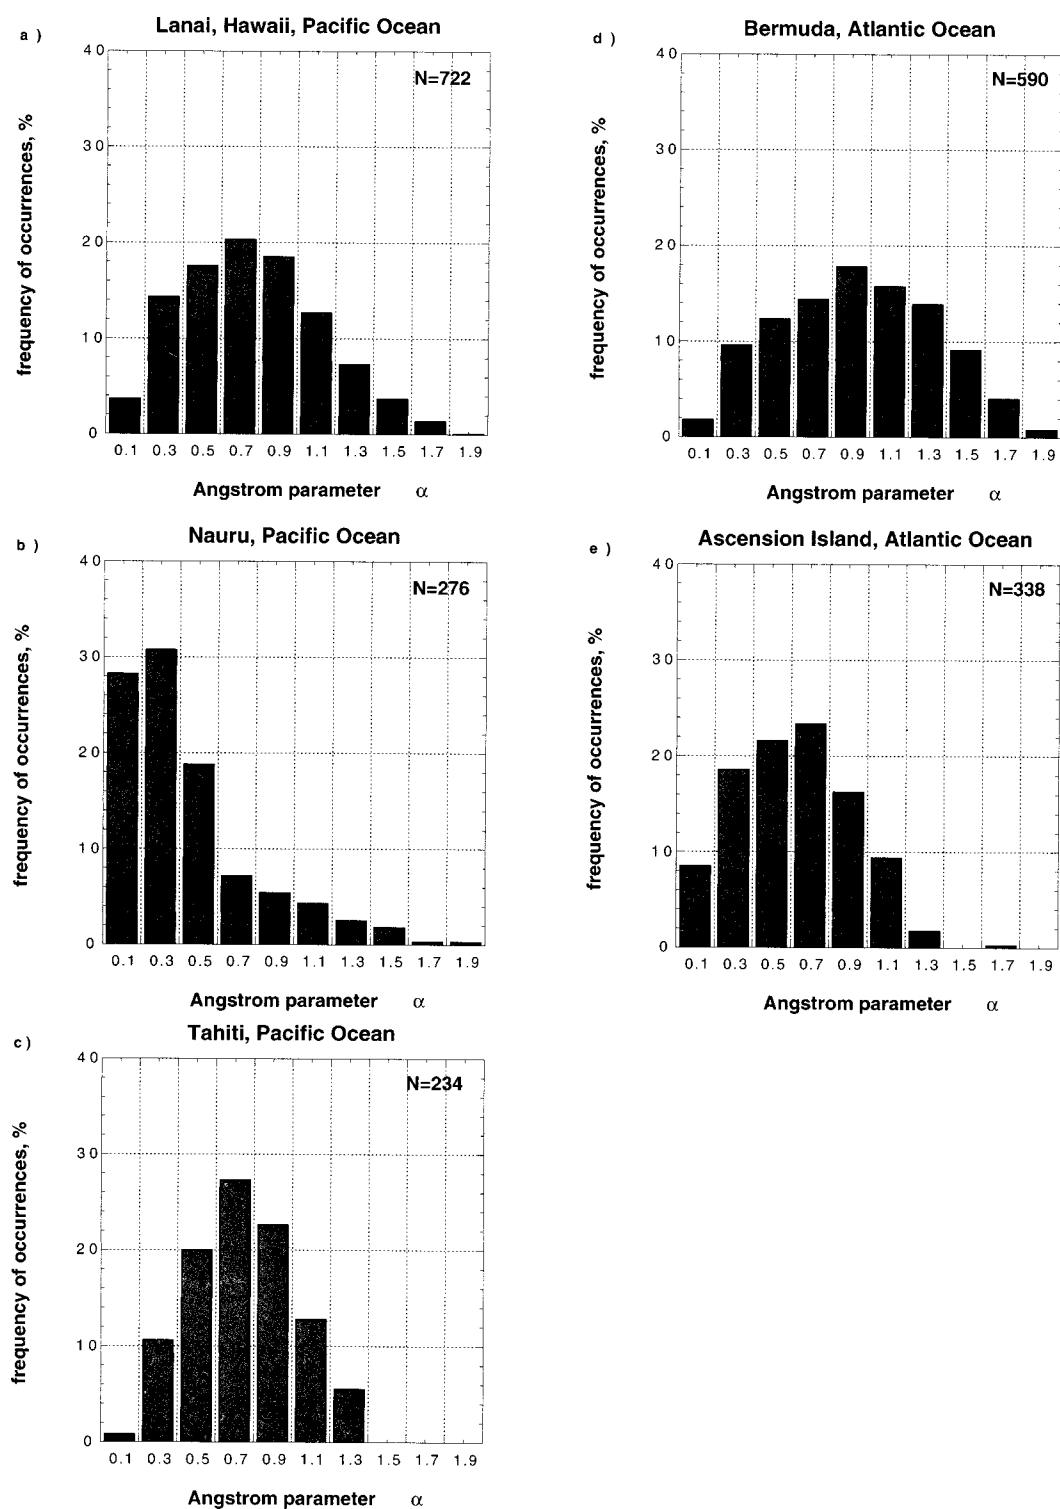 a )
Lanai, Hawaii, Pacific Ocean
N=722
frequency of occurrences, %
40
30
20
10
0
0.1 0.3 0.5 0.7 0.9 1.1 1.3 1.5 1.7 1.9
Angstrom parameter α
b )
Nauru, Pacific Ocean
N=276
frequency of occurrences, %
40
30
20
10
0
0.1 0.3 0.5 0.7 0.9 1.1 1.3 1.5 1.7 1.9
Angstrom parameter α
c )
Tahiti, Pacific Ocean
N=234
frequency of occurrences, %
40
30
20
10
0
0.1 0.3 0.5 0.7 0.9 1.1 1.3 1.5 1.7 1.9
Angstrom parameter α
d )
Bermuda, Atlantic Ocean
N=590
frequency of occurrences, %
40
30
20
10
0
0.1 0.3 0.5 0.7 0.9 1.1 1.3 1.5 1.7 1.9
Angstrom parameter α
e )
Ascension Island, Atlantic Ocean
N=338
frequency of occurrences, %
40
30
20
10
0
0.1 0.3 0.5 0.7 0.9 1.1 1.3 1.5 1.7 1.9
Angstrom parameter α